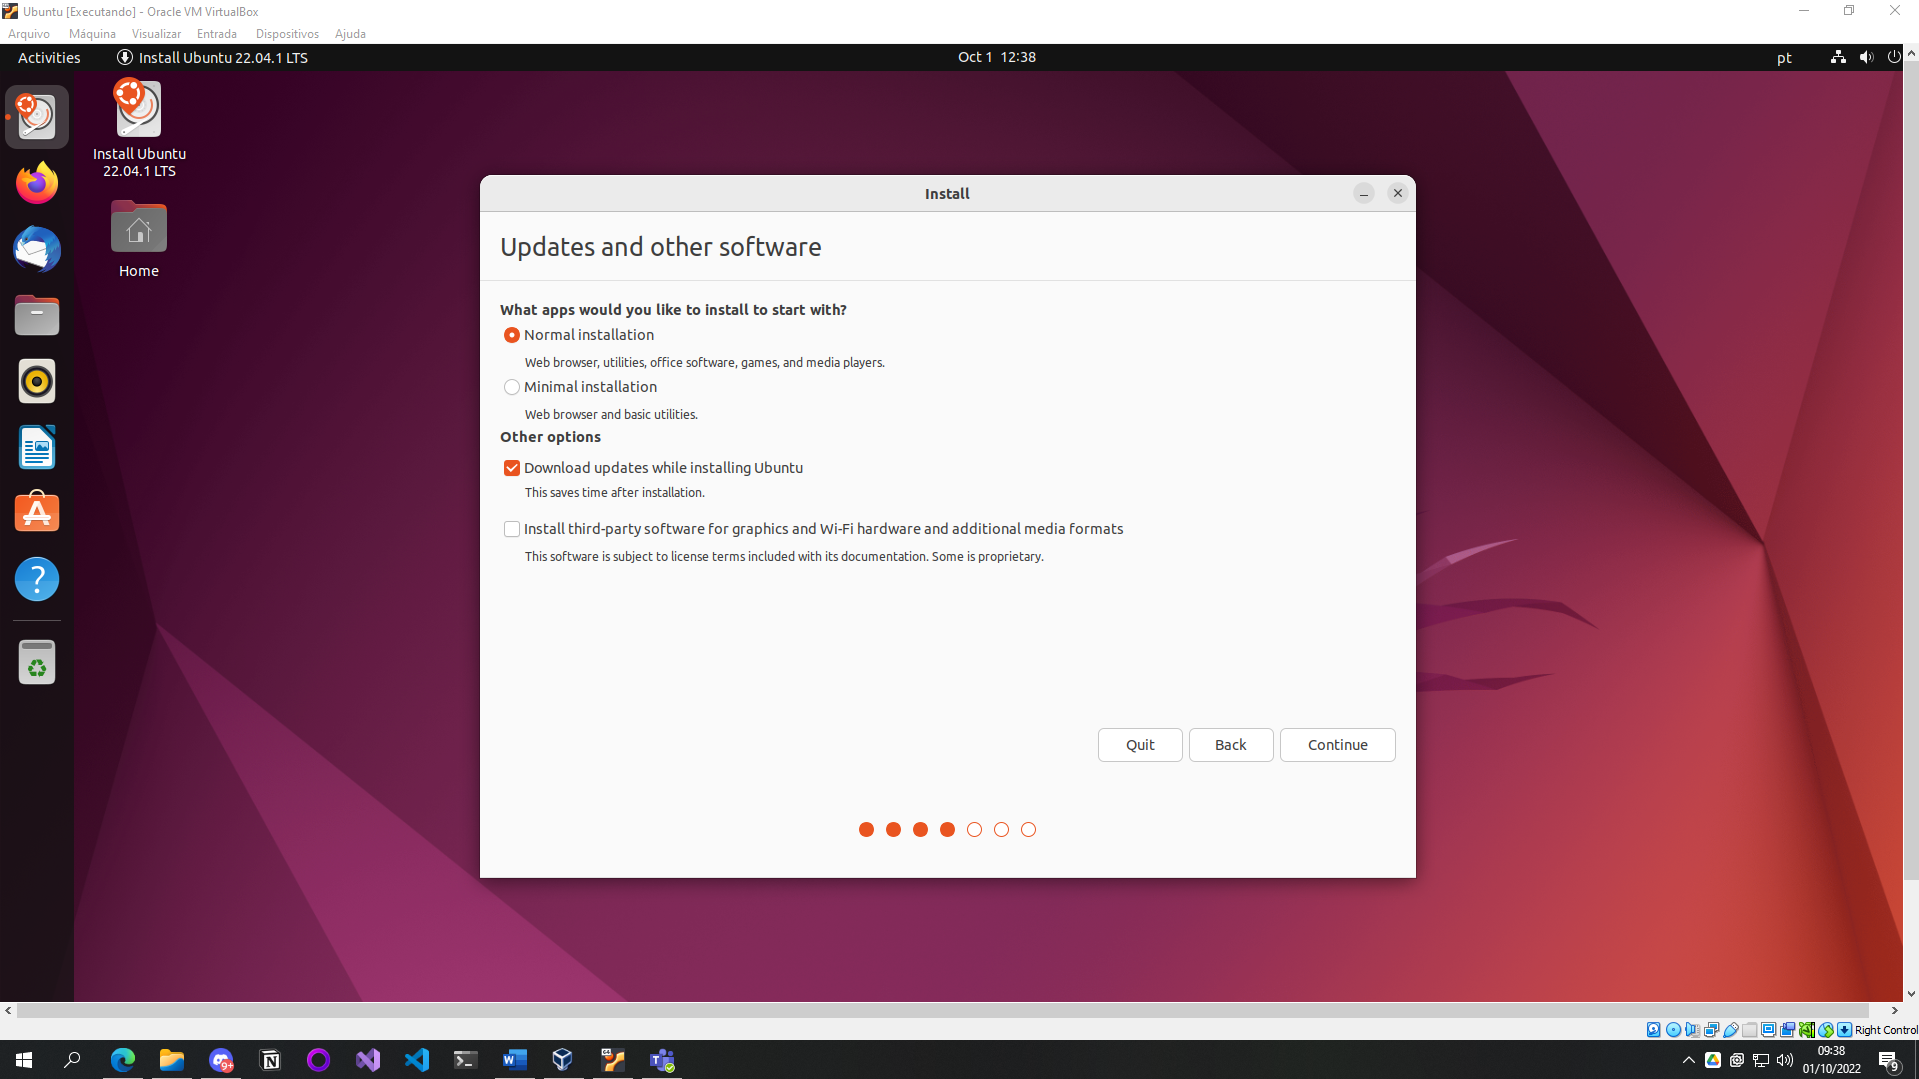 Ubuntu [Executando] - Oracle VM VirtualBox
Arquivo Máquina Visualizar Entrada Dispositivos Ajuda
Activities Install Ubuntu 22.04.1 LTS Oct 1 12:38 pt
Install Ubuntu
22.04.1 LTS
Home
Install
Updates and other software
What apps would you like to install to start with?
Normal installation
Web browser, utilities, office software, games, and media players.
Minimal installation
Web browser and basic utilities.
Other options
Download updates while installing Ubuntu
This saves time after installation.
Install third-party software for graphics and Wi-Fi hardware and additional media formats
This software is subject to license terms included with its documentation. Some is proprietary.
Quit Back Continue
Right Control
9+
09:38
01/10/2022
9